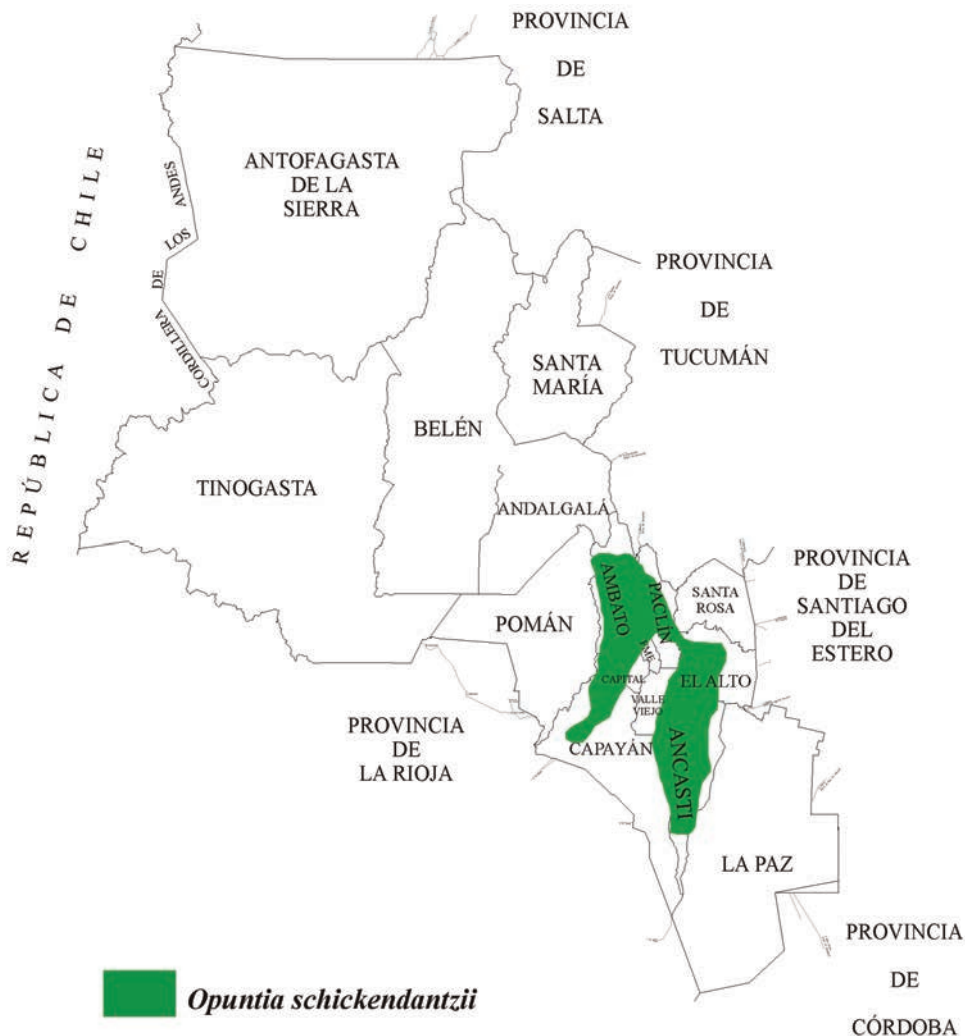 PROVINCIA
DE
SALTA
ANTOFAGASTA
DE LA
SIERRA
REPÚBLICA DE CHILE
CORDILLERA DE LOS ANDES
PROVINCIA
DE
TUCUMÁN
SANTA
MARÍA
BELÉN
TINOGASTA
ANDALGALÁ
PROVINCIA
DE
SANTIAGO
DEL
ESTERO
AMBATO
PACLÍN
SANTA
ROSA
POMÁN
FME
CAPITAL
EL ALTO
VALLE
VIEJO
PROVINCIA
DE
LA RIOJA
CAPAYÁN
ANCASTI
LA PAZ
PROVINCIA
DE
CÓRDOBA
Opuntia schickendantzii